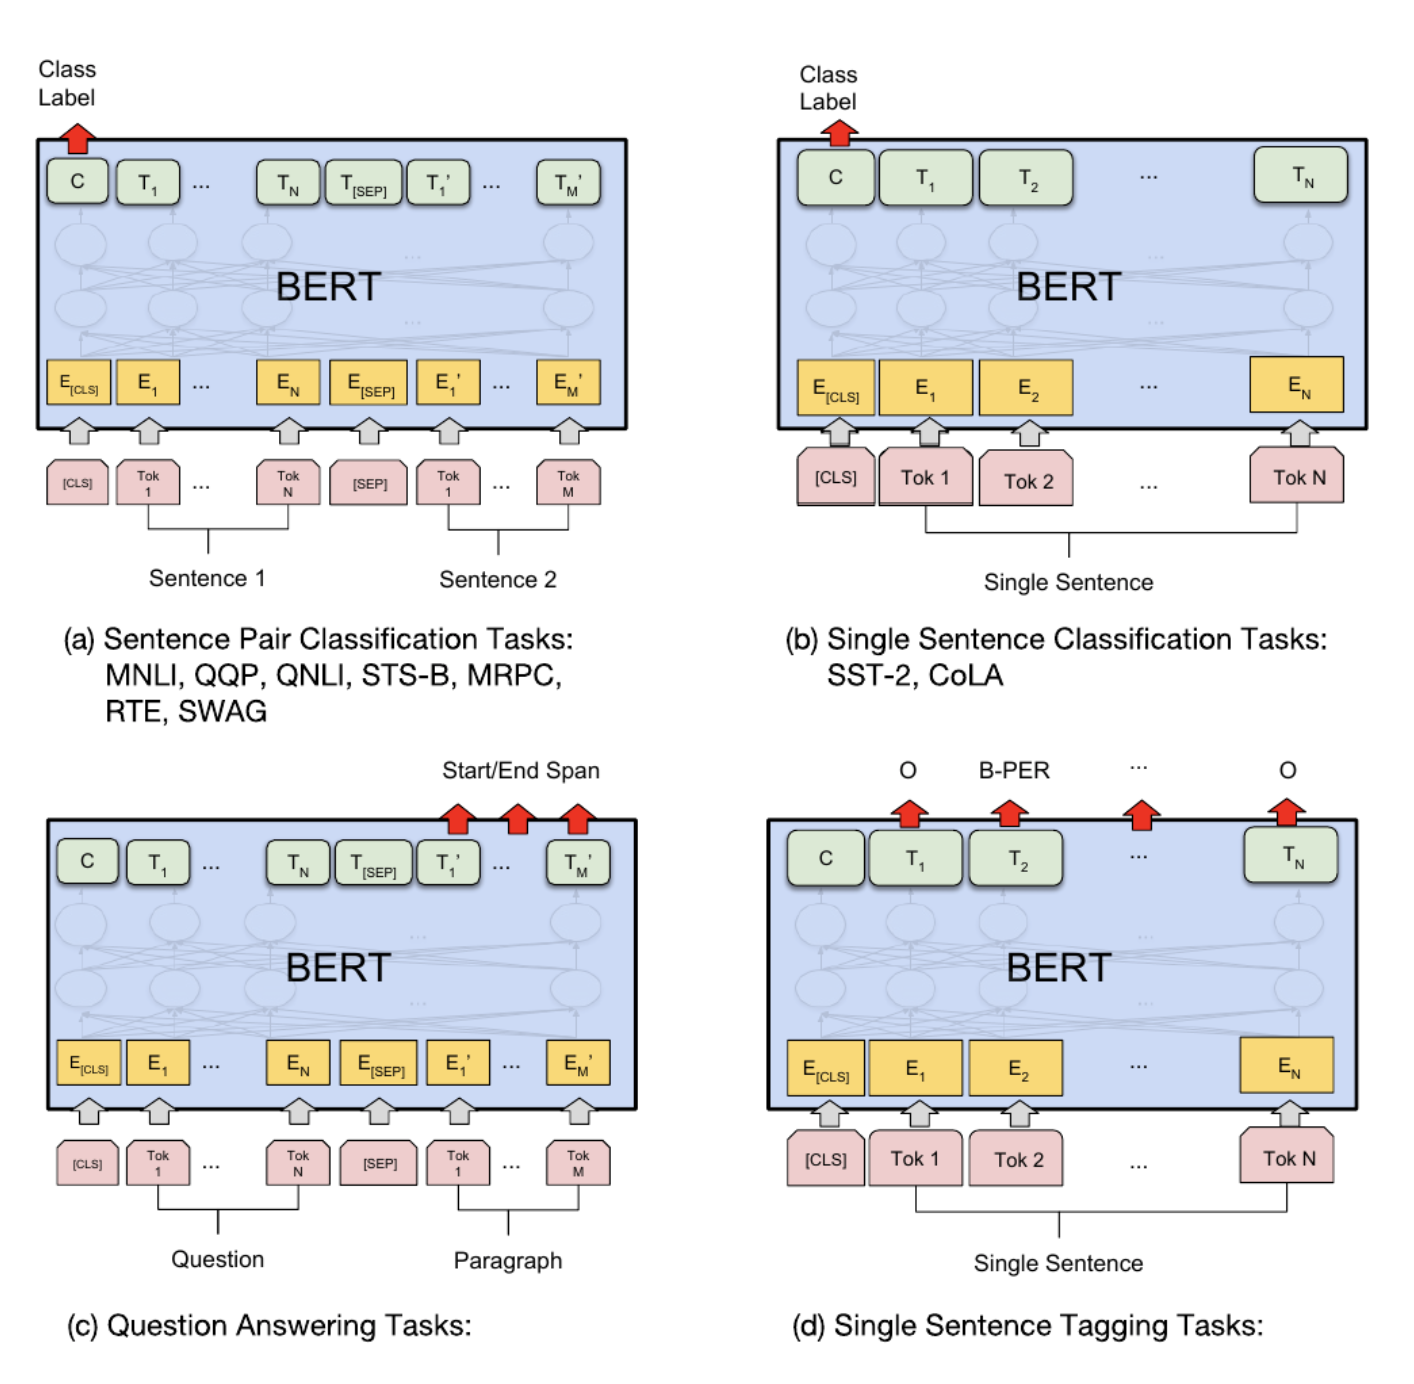 Class
Label
C T1 ... TN T[SEP] T1’ ... TM’
...
BERT
...
E[CLS] E1 ... EN E[SEP] E1’ ... EM’
[CLS] Tok 1 ... Tok N [SEP] Tok 1 ... Tok M
Sentence 1 Sentence 2
(a) Sentence Pair Classification Tasks:
MNLI, QQP, QNLI, STS-B, MRPC,
RTE, SWAG
Class
Label
C T1 T2 ... TN
...
BERT
...
E[CLS] E1 E2 ... EN
[CLS] Tok 1 Tok 2 ... Tok N
Single Sentence
(b) Single Sentence Classification Tasks:
SST-2, CoLA
Start/End Span
C T1 ... TN T[SEP] T1’ ... TM’
...
BERT
...
E[CLS] E1 ... EN E[SEP] E1’ ... EM’
[CLS] Tok 1 ... Tok N [SEP] Tok 1 ... Tok M
Question Paragraph
(c) Question Answering Tasks:
O B-PER ... O
C T1 T2 ... TN
...
BERT
...
E[CLS] E1 E2 ... EN
[CLS] Tok 1 Tok 2 ... Tok N
Single Sentence
(d) Single Sentence Tagging Tasks: